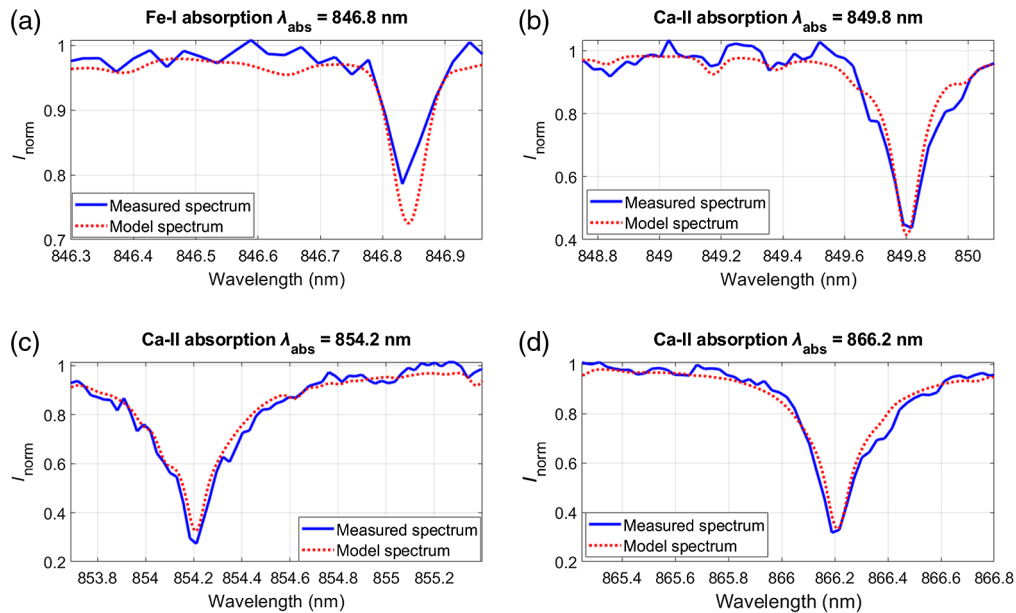 (a) Fe-I absorption λabs = 846.8 nm
1
0.9
0.8
0.7
Inorm
Measured spectrum
Model spectrum
846.3 846.4 846.5 846.6 846.7 846.8 846.9
Wavelength (nm)
(b) Ca-II absorption λabs = 849.8 nm
1
0.8
0.6
0.4
Inorm
Measured spectrum
Model spectrum
848.8 849 849.2 849.4 849.6 849.8 850
Wavelength (nm)
(c) Ca-II absorption λabs = 854.2 nm
1
0.8
0.6
0.4
0.2
Inorm
Measured spectrum
Model spectrum
853.8 854 854.2 854.4 854.6 854.8 855 855.2
Wavelength (nm)
(d) Ca-II absorption λabs = 866.2 nm
1
0.8
0.6
0.4
0.2
Inorm
Measured spectrum
Model spectrum
865.4 865.6 865.8 866 866.2 866.4 866.6 866.8
Wavelength (nm)